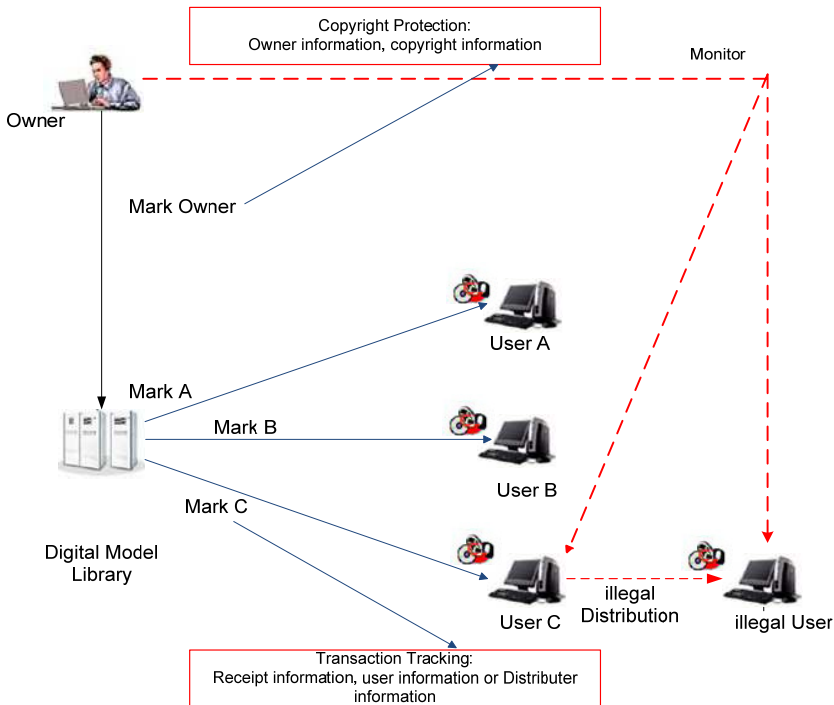 Copyright Protection:
Owner information, copyright information
Monitor
Owner
Mark Owner
User A
Mark A
Mark B
User B
Mark C
Digital Model
Library
User C
illegal
Distribution
illegal User
Transaction Tracking:
Receipt information, user information or Distributer
information